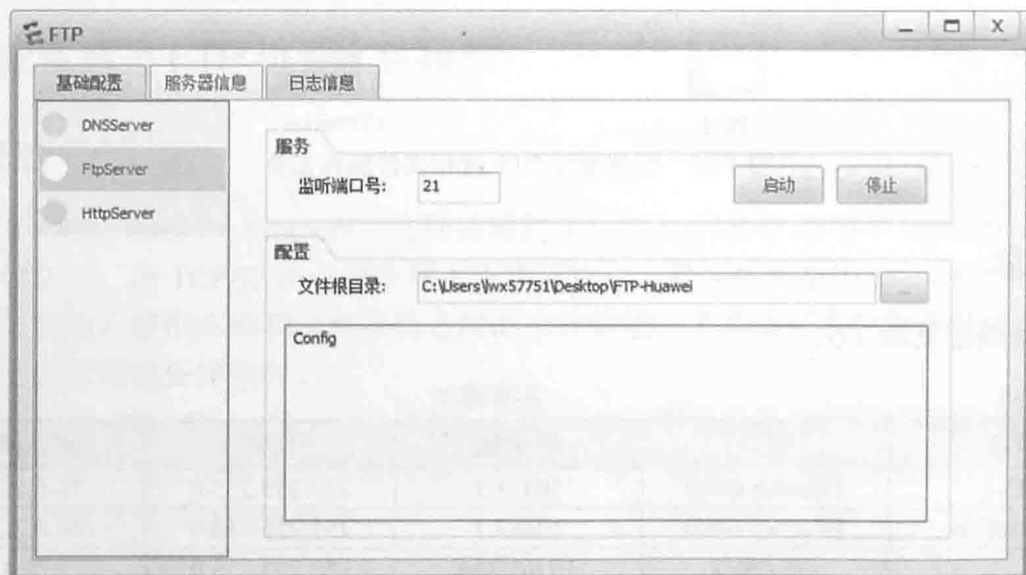 FTP
基础配置 服务器信息 日志信息
DNSServer
FtpServer
HttpServer
服务
监听端口号: 21 启动 停止
配置
文件根目录: C:\Users\lwx57751\Desktop\FTP-Huawei ...
Config